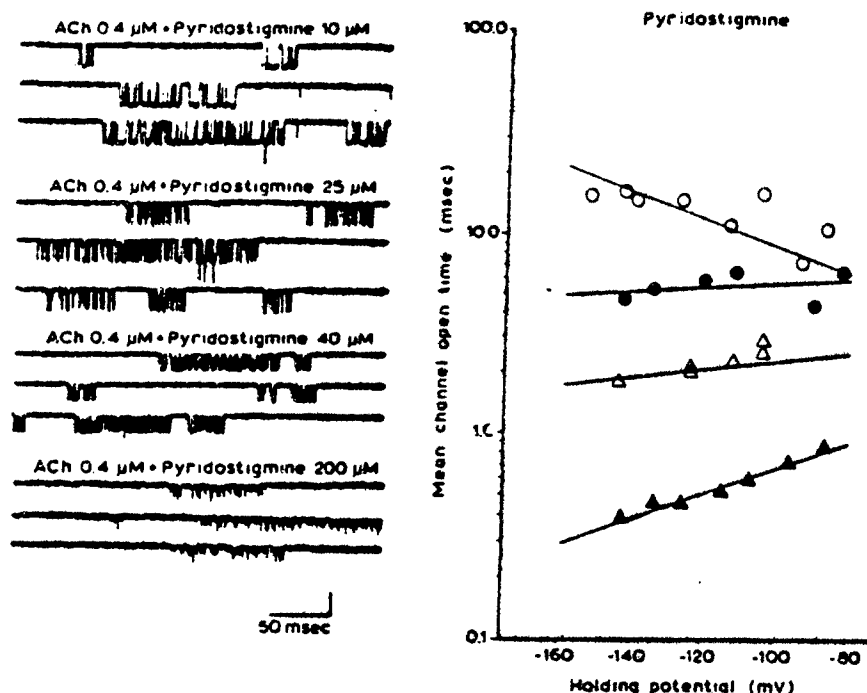 ACh 0.4 µM + Pyridostigmine 10 µM
ACh 0.4 µM + Pyridostigmine 25 µM
ACh 0.4 µM + Pyridostigmine 40 µM
ACh 0.4 µM + Pyridostigmine 200 µM
50 msec
Pyridostigmine
Mean channel open time (msec)
100.0
10.0
1.0
0.1
-160
-140
-120
-100
-80
Holding potential (mV)